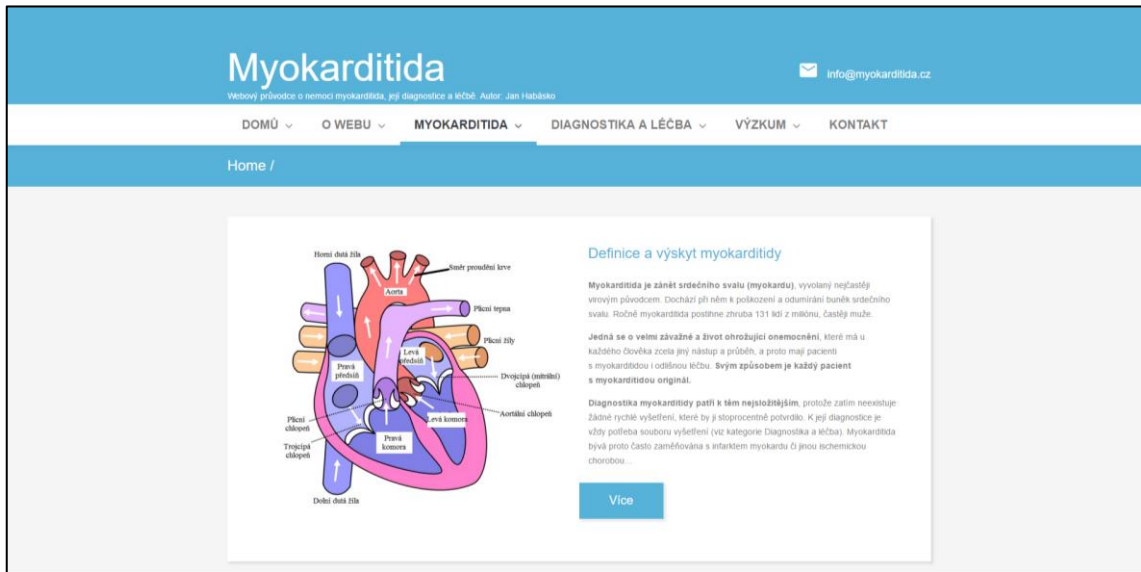 Myokarditida
Webový průvodce o nemoci myokarditida, její diagnostice a léčbě. Autor: Jan Habásko
info@myokarditida.cz
DOMŮ
O WEBU
MYOKARDITIDA
DIAGNOSTIKA A LÉČBA
VÝZKUM
KONTAKT
Home /
Horní dutá žíla
Směr proudění krve
Aorta
Plicní tepna
Plicní žíly
Levá
předsíň
Pravá
předsíň
Dvojcípá (mitrální)
chlopeň
Aortální chlopeň
Levá komora
Plicní
chlopeň
Pravá
komora
Trojcípá
chlopeň
Dolní dutá žíla
Definice a výskyt myokarditidy
Myokarditida je zánět srdečního svalu (myokardu), vyvolaný nejčastěji
virovým původcem. Dochází při něm k poškození a odumírání buněk srdečního
svalu. Ročně myokarditida postihne zhruba 131 lidí z miliónu, častěji muže.
Jedná se o velmi závažné a život ohrožující onemocnění, které má u
každého člověka zcela jiný nástup a průběh, a proto mají pacienti
s myokarditidou i odlišnou léčbu. Svým způsobem je každý pacient
s myokarditidou originál.
Diagnostika myokarditidy patří k těm nejsložitějším, protože zatím neexistuje
žádné rychlé vyšetření, které by ji stoprocentně potvrdilo. K její diagnostice je
vždy potřeba souboru vyšetření (viz kategorie Diagnostika a léčba). Myokarditida
bývá proto často zaměňována s infarktem myokardu či jinou ischemickou
chorobou...
Více